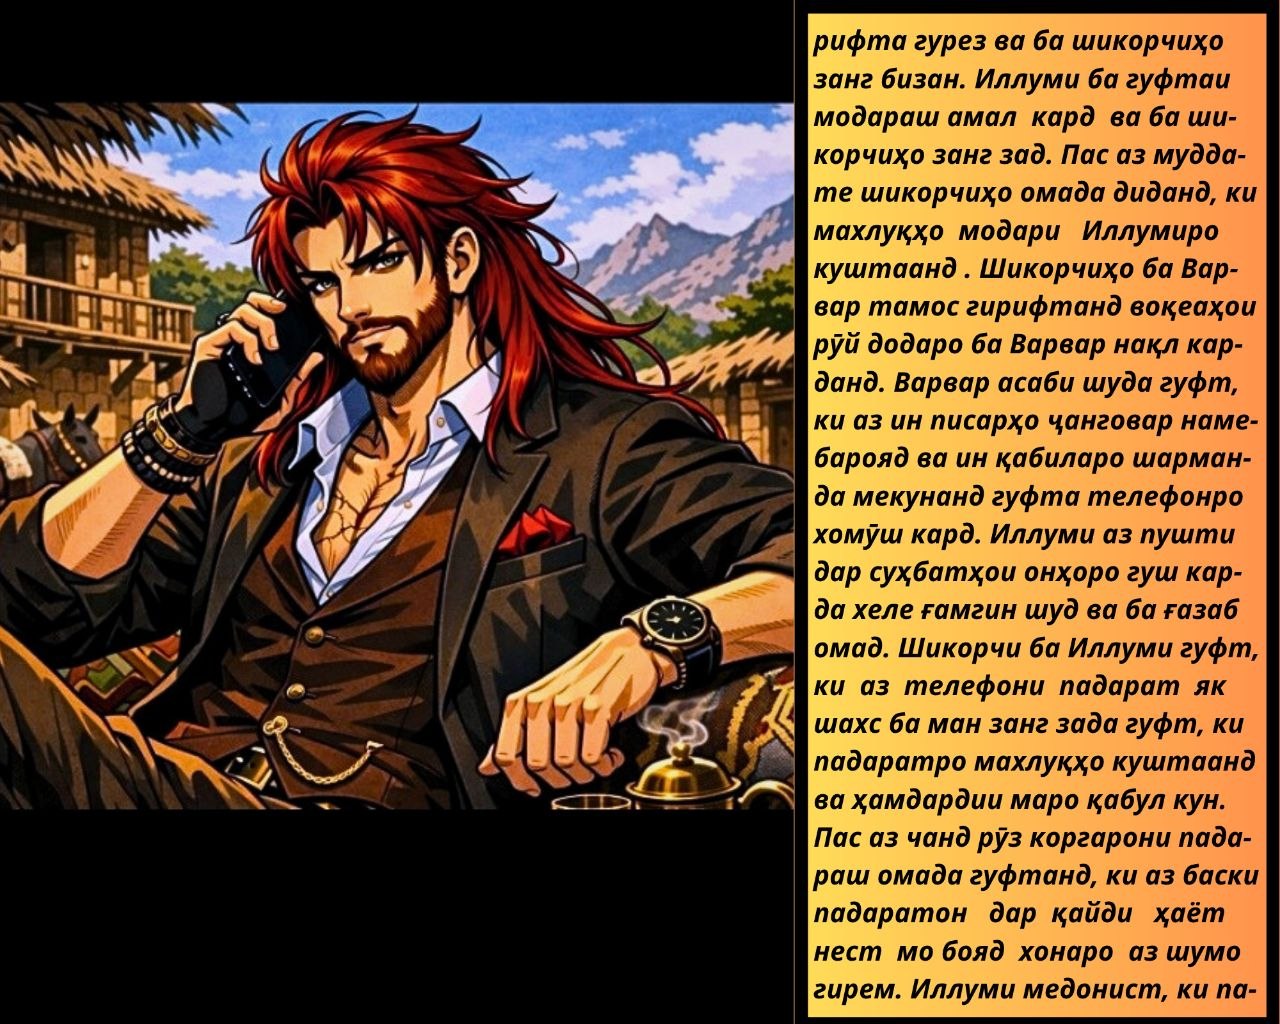 рифта гурез ва ба шикорчиҳо
занг бизан. Иллуми ба гуфтаи
модараш амал кард ва ба ши-
корчиҳо занг зад. Пас аз мудда-
те шикорчиҳо омада диданд, ки
махлуқҳо модари Иллумиро
куштаанд . Шикорчиҳо ба Вар-
вар тамос гирифтанд воқеаҳои
рӯй додаро ба Варвар нақл кар-
данд. Варвар асаби шуда гуфт,
ки аз ин писарҳо ҷанговар наме-
барояд ва ин қабиларо шарман-
да мекунанд гуфта телефонро
хомӯш кард. Иллуми аз пушти
дар суҳбатҳои онҳоро гуш кар-
да хеле ғамгин шуд ва ба ғазаб
омад. Шикорчи ба Иллуми гуфт,
ки аз телефони падарат як
шахс ба ман занг зада гуфт, ки
падаратро махлуқҳо куштаанд
ва ҳамдардии маро қабул кун.
Пас аз чанд рӯз коргарони пада-
раш омада гуфтанд, ки аз баски
падаратон дар қайди ҳаёт
нест мо бояд хонаро аз шумо
гирем. Иллуми медонист, ки па-